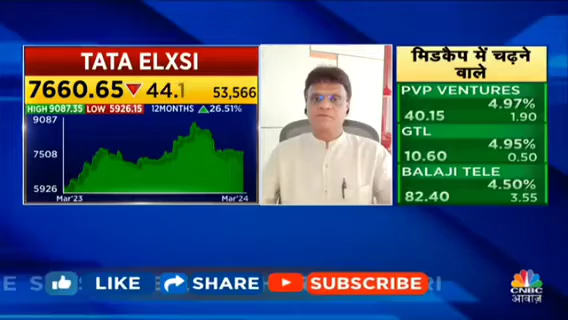 TATA ELXSI
7660.65 44.1 53,566
HIGH 9087.35 LOW 5926.15 12MONTHS 26.51%
9087
7508
5926
Mar'23 Mar'24
मिडकैप में चढ़ने
वाले
PVP VENTURES
4.97%
40.15 1.90
GTL
4.95%
10.60 0.50
BALAJI TELE
4.50%
82.40 3.55
LIKE SHARE SUBSCRIBE
CNBC
आवाज़